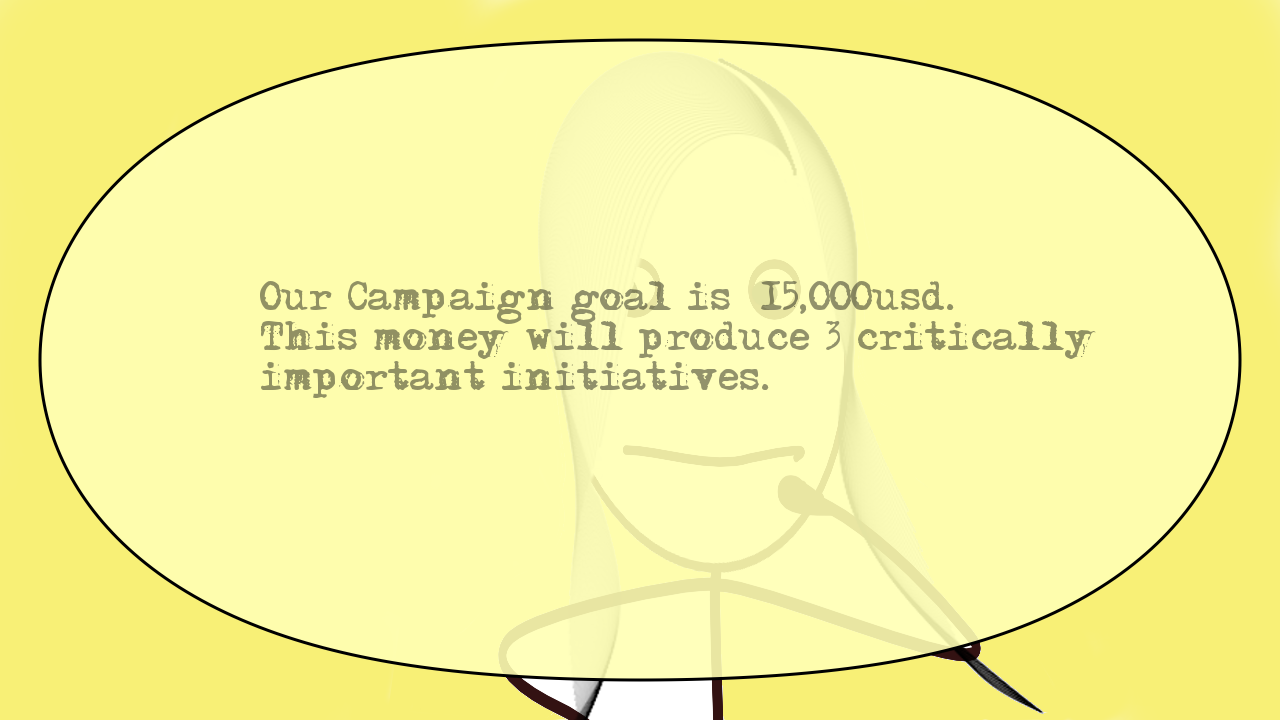 Our Campaign goal is 15,000usd.
This money will produce 3 critically
important initiatives.